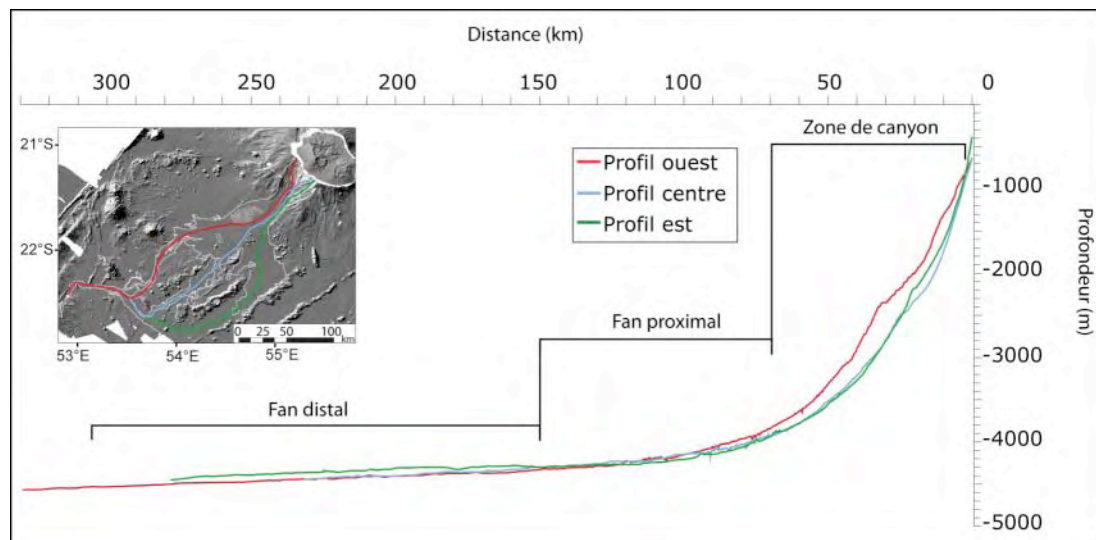 Distance (km)
300 250 200 150 100 50 0
Zone de canyon
21°S
22°S
Profil ouest
Profil centre
Profil est
-1000
-2000
-3000
-4000
-5000
Profondeur (m)
0 25 50 100
km
53°E 54°E 55°E
Fan proximal
Fan distal